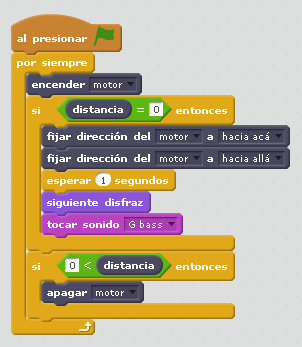 al presionar
por siempre
encender motor
si distancia = 0 entonces
fijar dirección del motor a hacia acá
fijar dirección del motor a hacia allá
esperar 1 segundos
siguiente disfraz
tocar sonido G bass
si 0 < distancia entonces
apagar motor